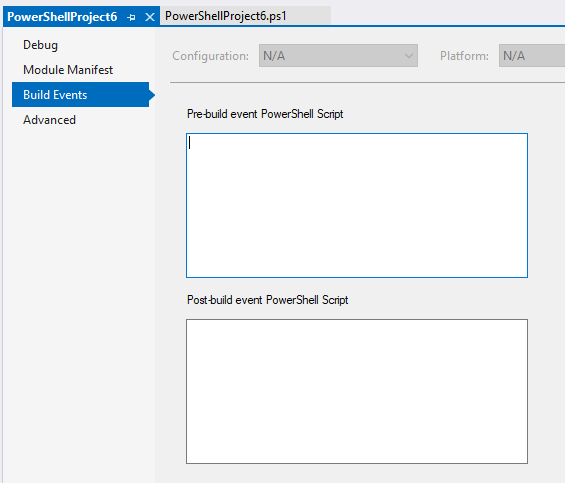 PowerShellProject6
PowerShellProject6.ps1
Debug
Module Manifest
Build Events
Advanced
Configuration: N/A
Platform: N/A
Pre-build event PowerShell Script
Post-build event PowerShell Script